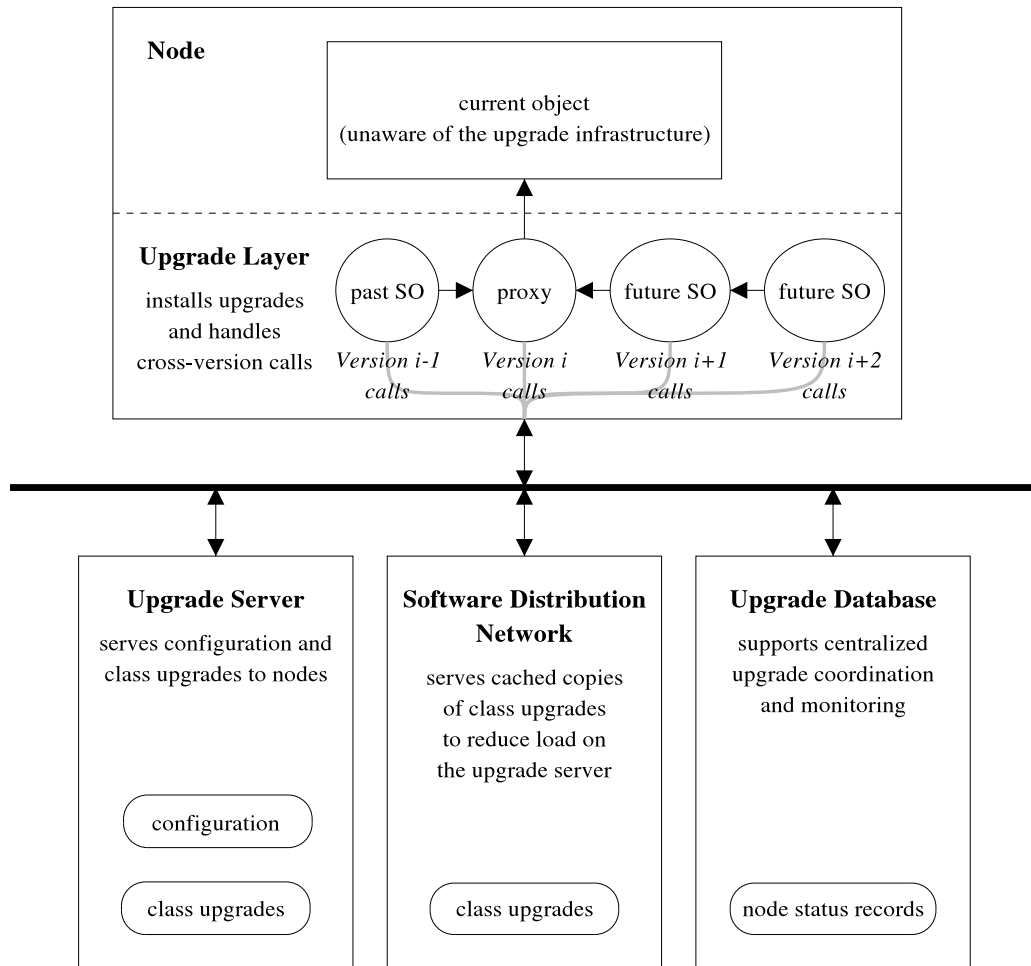 Node
current object
(unaware of the upgrade infrastructure)
Upgrade Layer
installs upgrades
and handles
cross-version calls
past SO
proxy
future SO
future SO
Version i-1
calls
Version i
calls
Version i+1
calls
Version i+2
calls
Upgrade Server
serves configuration and
class upgrades to nodes
configuration
class upgrades
Software Distribution
Network
serves cached copies
of class upgrades
to reduce load on
the upgrade server
class upgrades
Upgrade Database
supports centralized
upgrade coordination
and monitoring
node status records